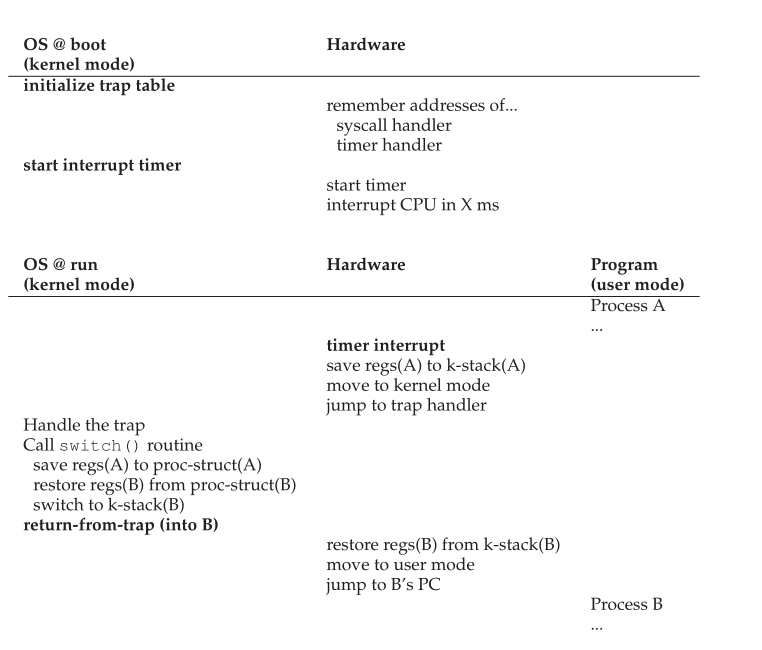 OS @ boot Hardware
(kernel mode)
initialize trap table
remember addresses of...
syscall handler
timer handler
start interrupt timer
start timer
interrupt CPU in X ms
OS @ run Hardware Program
(kernel mode) (user mode)
Process A
...
timer interrupt
save regs(A) to k-stack(A)
move to kernel mode
jump to trap handler
Handle the trap
Call switch() routine
save regs(A) to proc-struct(A)
restore regs(B) from proc-struct(B)
switch to k-stack(B)
return-from-trap (into B)
restore regs(B) from k-stack(B)
move to user mode
jump to B's PC
Process B
...